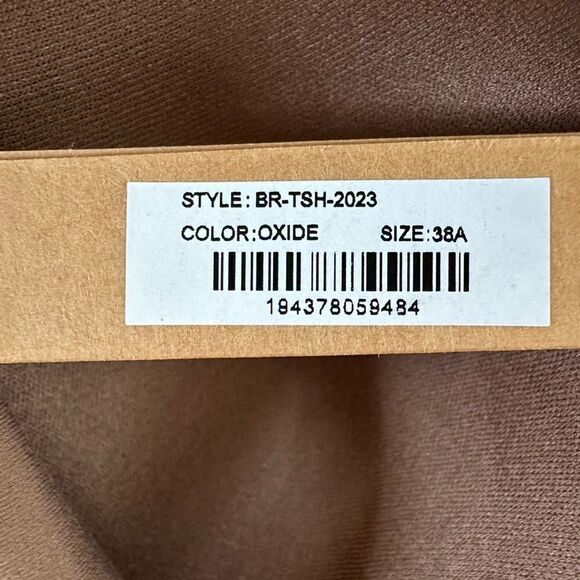 STYLE: BR-TSH-2023
COLOR:OXIDE SIZE:38A
194378059484